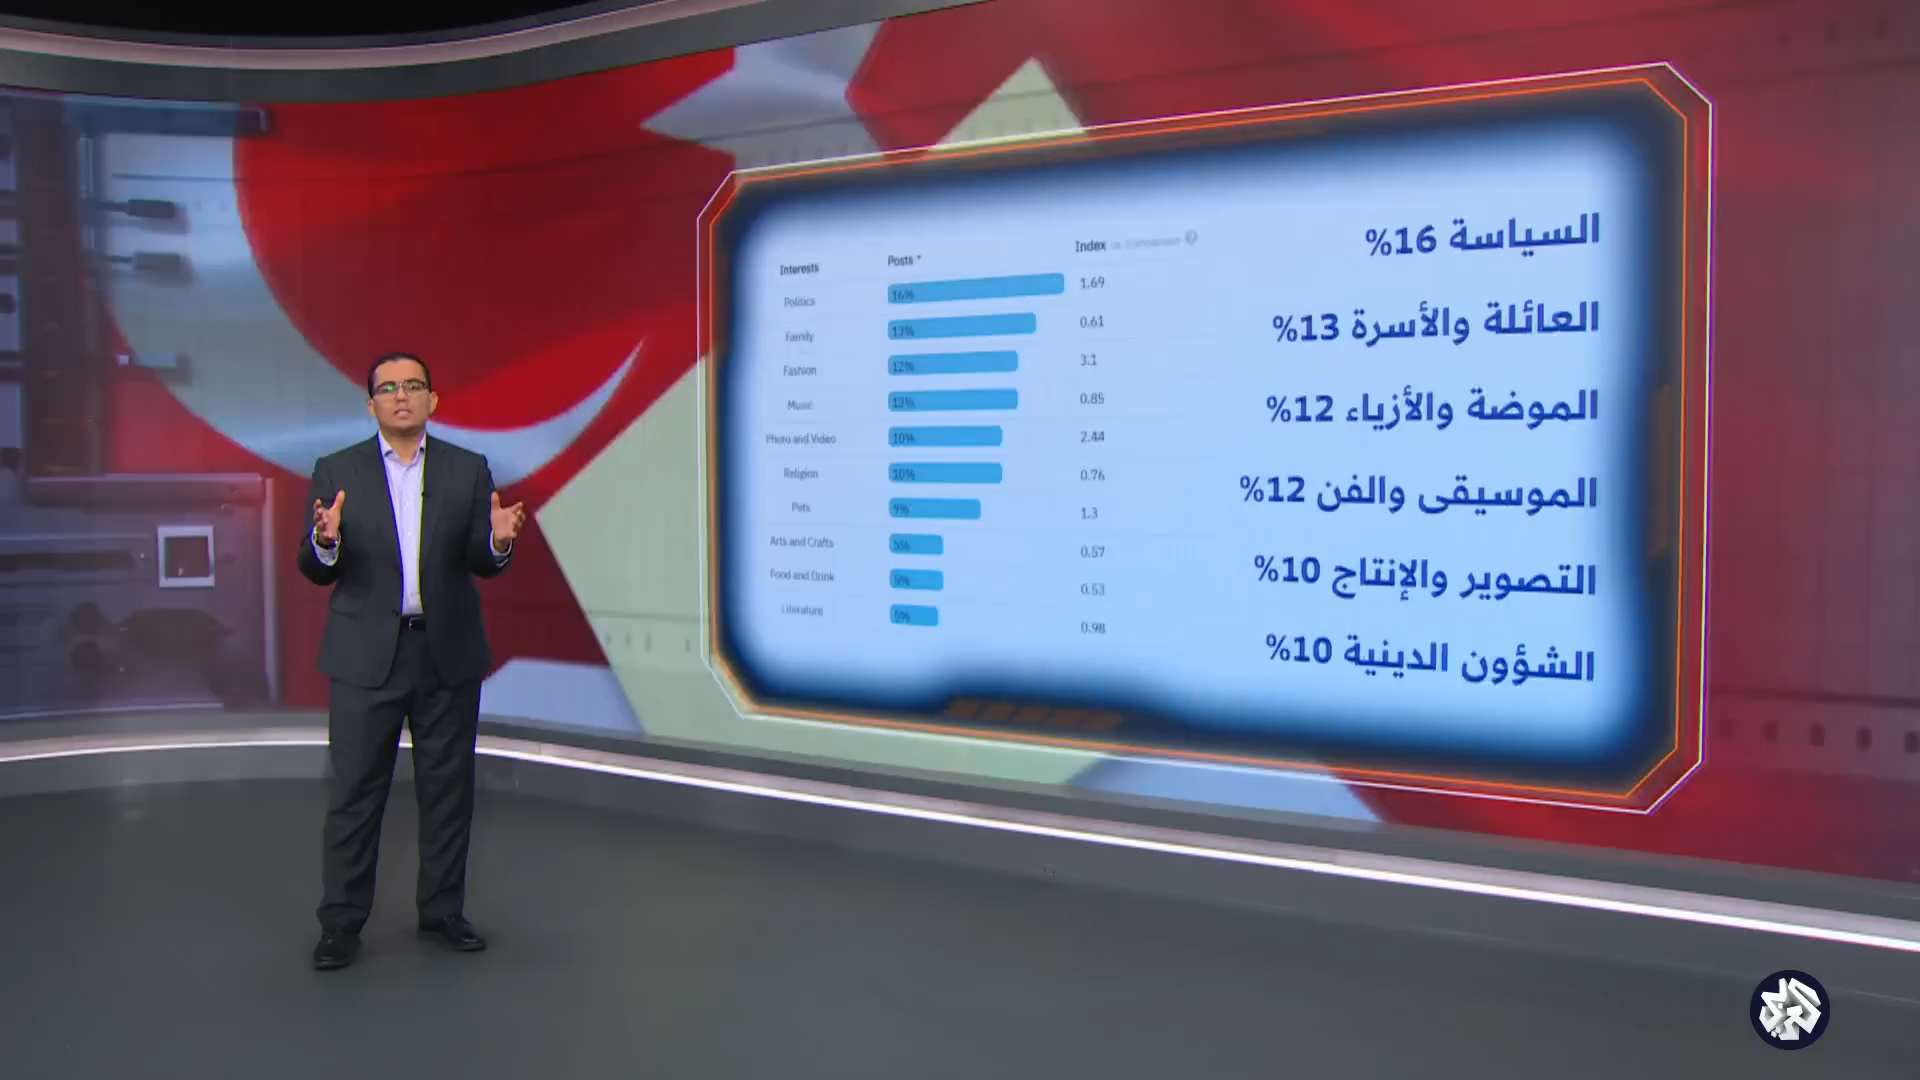 Interests Posts Index
Politics 16% 1.69
Family 13% 0.61
Fashion 12% 3.1
Music 12% 0.85
Photo and Video 10% 2.44
Religion 10% 0.76
Pets 9% 1.3
Arts and Crafts 5% 0.57
Food and Drink 5% 0.53
Literature 5% 0.98
السياسة 16%
العائلة والأسرة 13%
الموضة والأزياء 12%
الموسيقى والفن 12%
التصوير والإنتاج 10%
الشؤون الدينية 10%